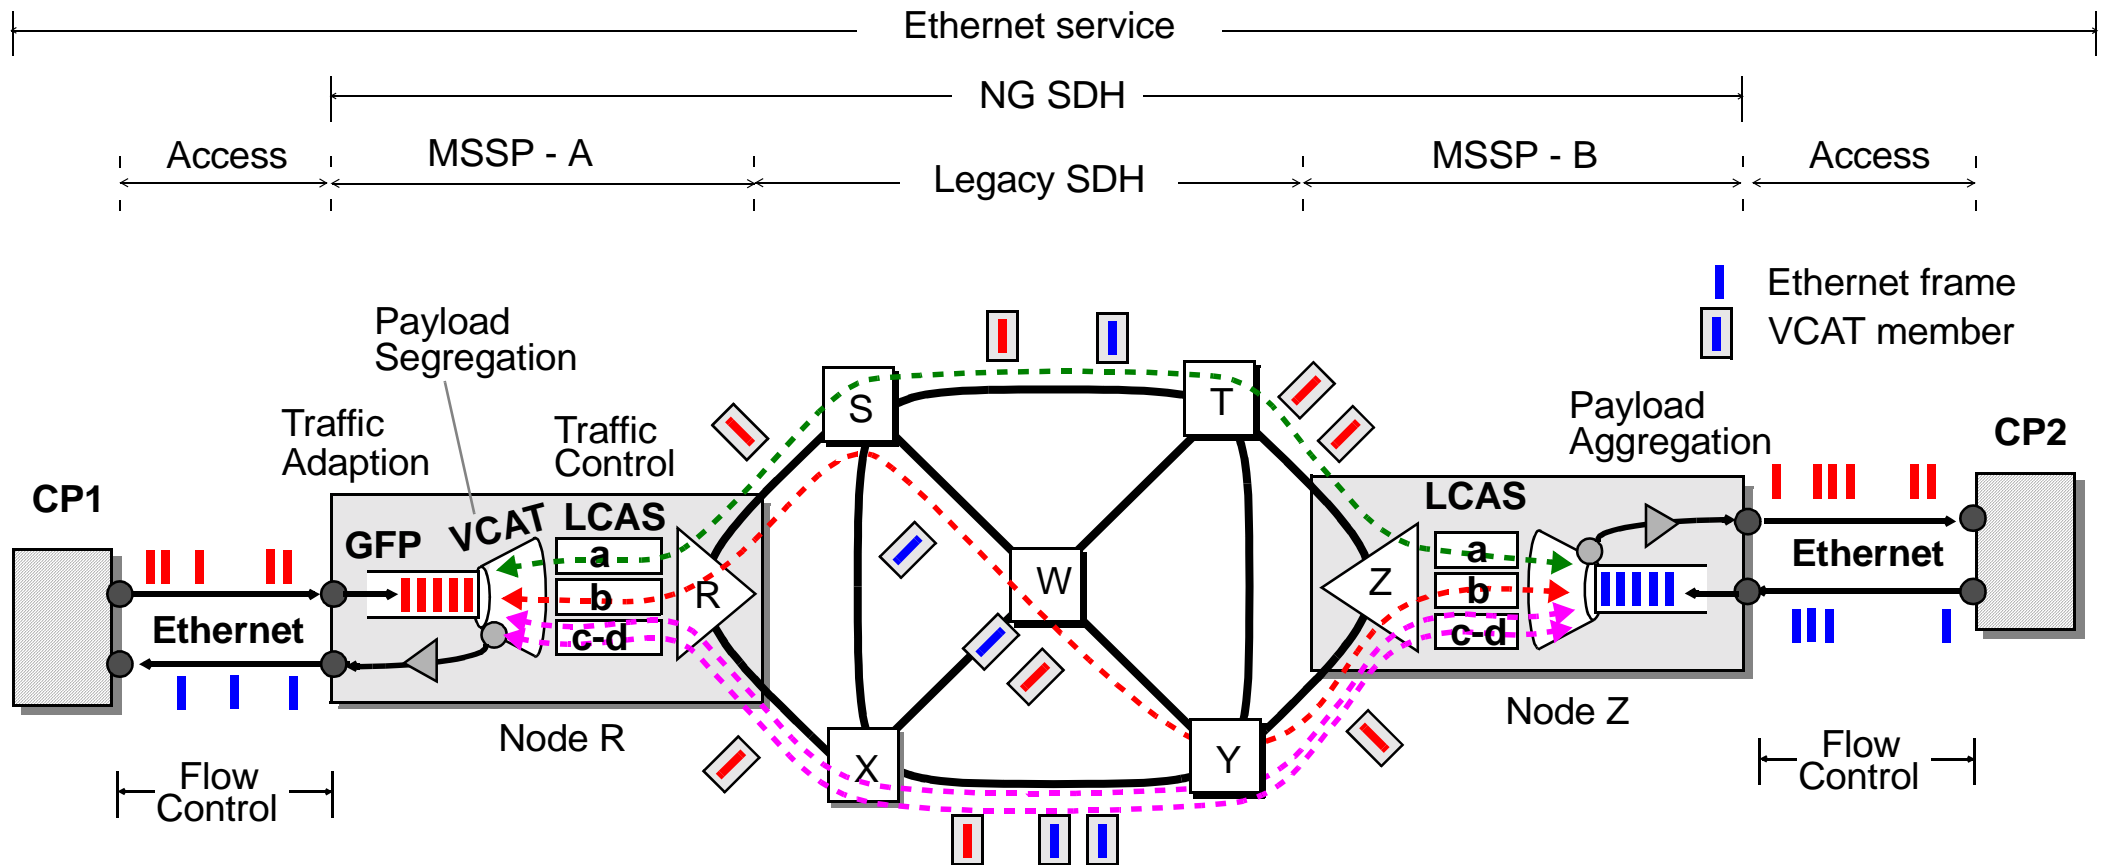 Ethernet service
NG SDH
Access
MSSP - A
Legacy SDH
MSSP - B
Access
Ethernet frame
VCAT member
Payload
Segregation
Traffic
Adaption
Traffic
Control
Payload
Aggregation
CP1
CP2
GFP
VCAT
LCAS
a
b
c-d
R
S
T
W
X
Y
Z
LCAS
a
b
c-d
Ethernet
Ethernet
Node R
Node Z
Flow
Control
Flow
Control